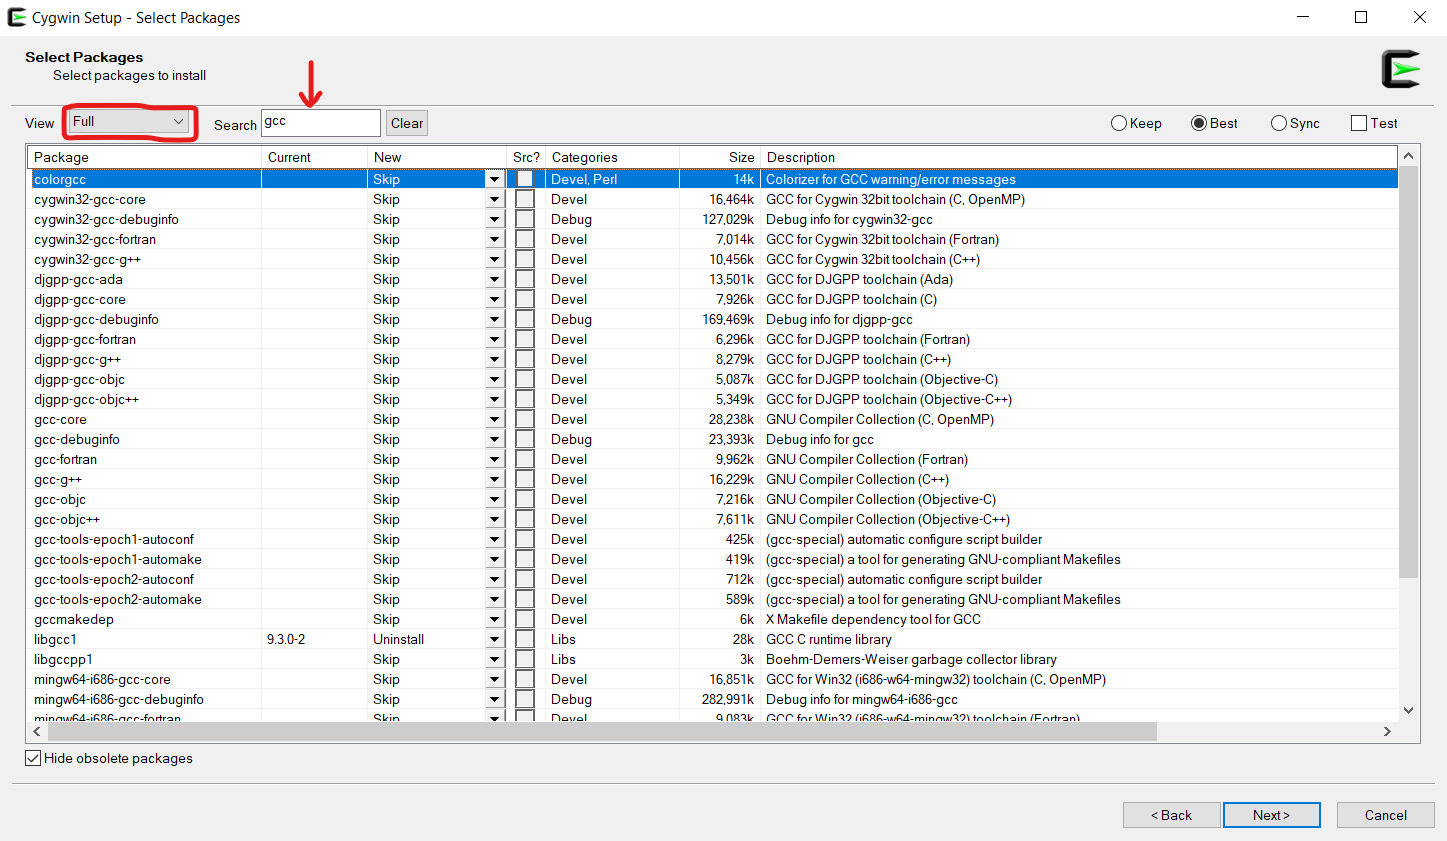 Cygwin Setup - Select Packages
Select Packages
Select packages to install
View Full Search gcc Clear Keep Best Sync Test
Package Current New Src? Categories Size Description
colorgcc Skip Devel, Perl 14k Colorizer for GCC warning/error messages
cygwin32-gcc-core Skip Devel 16,464k GCC for Cygwin 32bit toolchain (C, OpenMP)
cygwin32-gcc-debuginfo Skip Debug 127,029k Debug info for cygwin32-gcc
cygwin32-gcc-fortran Skip Devel 7,014k GCC for Cygwin 32bit toolchain (Fortran)
cygwin32-gcc-g++ Skip Devel 10,456k GCC for Cygwin 32bit toolchain (C++)
djgpp-gcc-ada Skip Devel 13,501k GCC for DJGPP toolchain (Ada)
djgpp-gcc-core Skip Devel 7,926k GCC for DJGPP toolchain (C)
djgpp-gcc-debuginfo Skip Debug 169,469k Debug info for djgpp-gcc
djgpp-gcc-fortran Skip Devel 6,296k GCC for DJGPP toolchain (Fortran)
djgpp-gcc-g++ Skip Devel 8,279k GCC for DJGPP toolchain (C++)
djgpp-gcc-objc Skip Devel 5,087k GCC for DJGPP toolchain (Objective-C)
djgpp-gcc-objc++ Skip Devel 5,349k GCC for DJGPP toolchain (Objective-C++)
gcc-core Skip Devel 28,238k GNU Compiler Collection (C, OpenMP)
gcc-debuginfo Skip Debug 23,393k Debug info for gcc
gcc-fortran Skip Devel 9,962k GNU Compiler Collection (Fortran)
gcc-g++ Skip Devel 16,229k GNU Compiler Collection (C++)
gcc-objc Skip Devel 7,216k GNU Compiler Collection (Objective-C)
gcc-objc++ Skip Devel 7,611k GNU Compiler Collection (Objective-C++)
gcc-tools-epoch1-autoconf Skip Devel 425k (gcc-special) automatic configure script builder
gcc-tools-epoch1-automake Skip Devel 419k (gcc-special) a tool for generating GNU-compliant Makefiles
gcc-tools-epoch2-autoconf Skip Devel 712k (gcc-special) automatic configure script builder
gcc-tools-epoch2-automake Skip Devel 589k (gcc-special) a tool for generating GNU-compliant Makefiles
gccmakedep Skip Devel 6k X Makefile dependency tool for GCC
libgcc1 9.3.0-2 Uninstall Libs 28k GCC C runtime library
libgccpp1 Skip Libs 3k Boehm-Demers-Weiser garbage collector library
mingw64-i686-gcc-core Skip Devel 16,851k GCC for Win32 (i686-w64-mingw32) toolchain (C, OpenMP)
mingw64-i686-gcc-debuginfo Skip Debug 282,991k Debug info for mingw64-i686-gcc
mingw64-i686-gcc-fortran Skip Devel 9,083k GCC for Win32 (i686-w64-mingw32) toolchain (Fortran)
Hide obsolete packages
< Back Next > Cancel